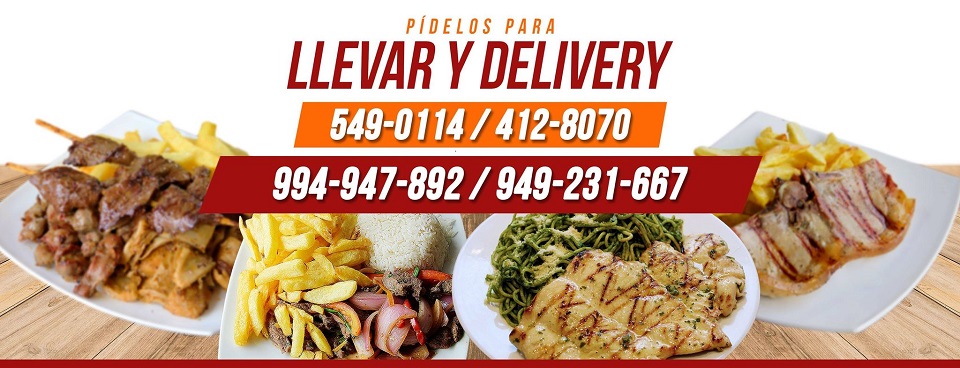 PÍDELOS PARA
LLEVAR Y DELIVERY
549-0114 / 412-8070
994-947-892 / 949-231-667